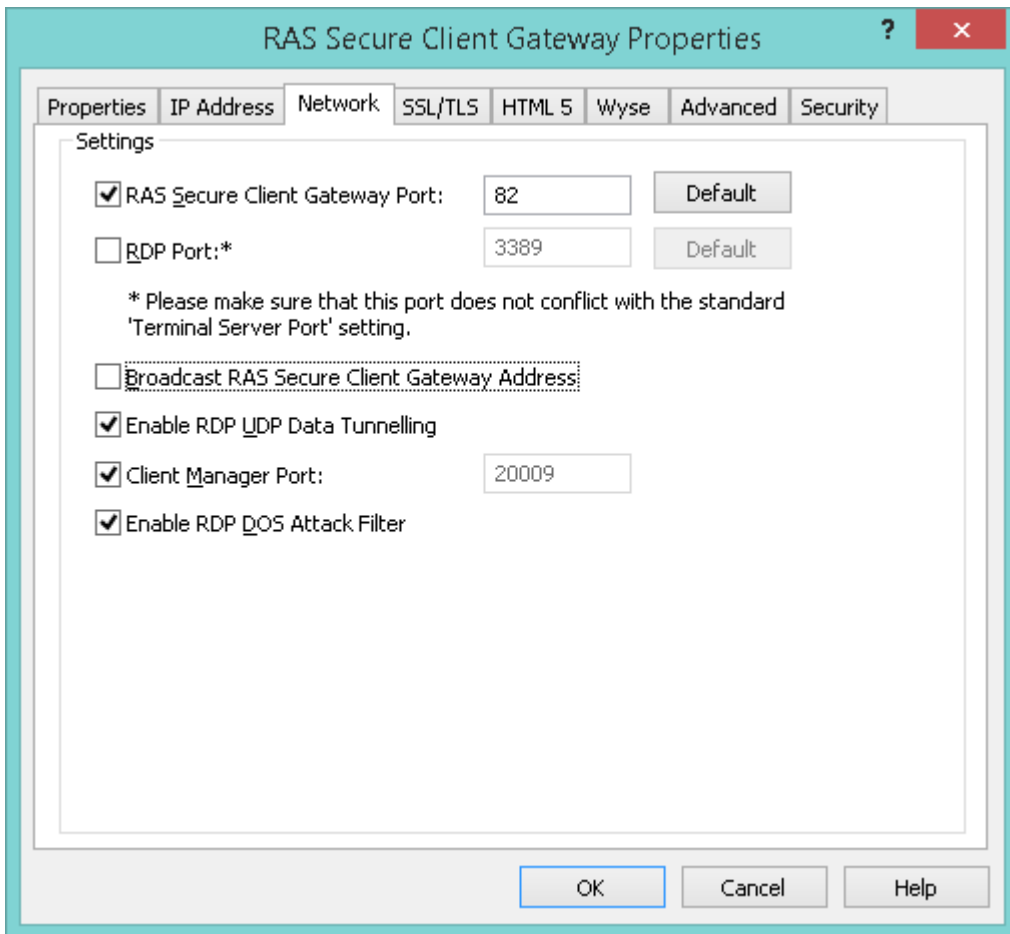 RAS Secure Client Gateway Properties ? ×
Properties IP Address Network SSL/TLS HTML 5 Wyse Advanced Security
Settings
RAS Secure Client Gateway Port: 82 Default
RDP Port:* 3389 Default
* Please make sure that this port does not conflict with the standard
'Terminal Server Port' setting.
Broadcast RAS Secure Client Gateway Address
Enable RDP UDP Data Tunnelling
Client Manager Port: 20009
Enable RDP DOS Attack Filter
OK Cancel Help